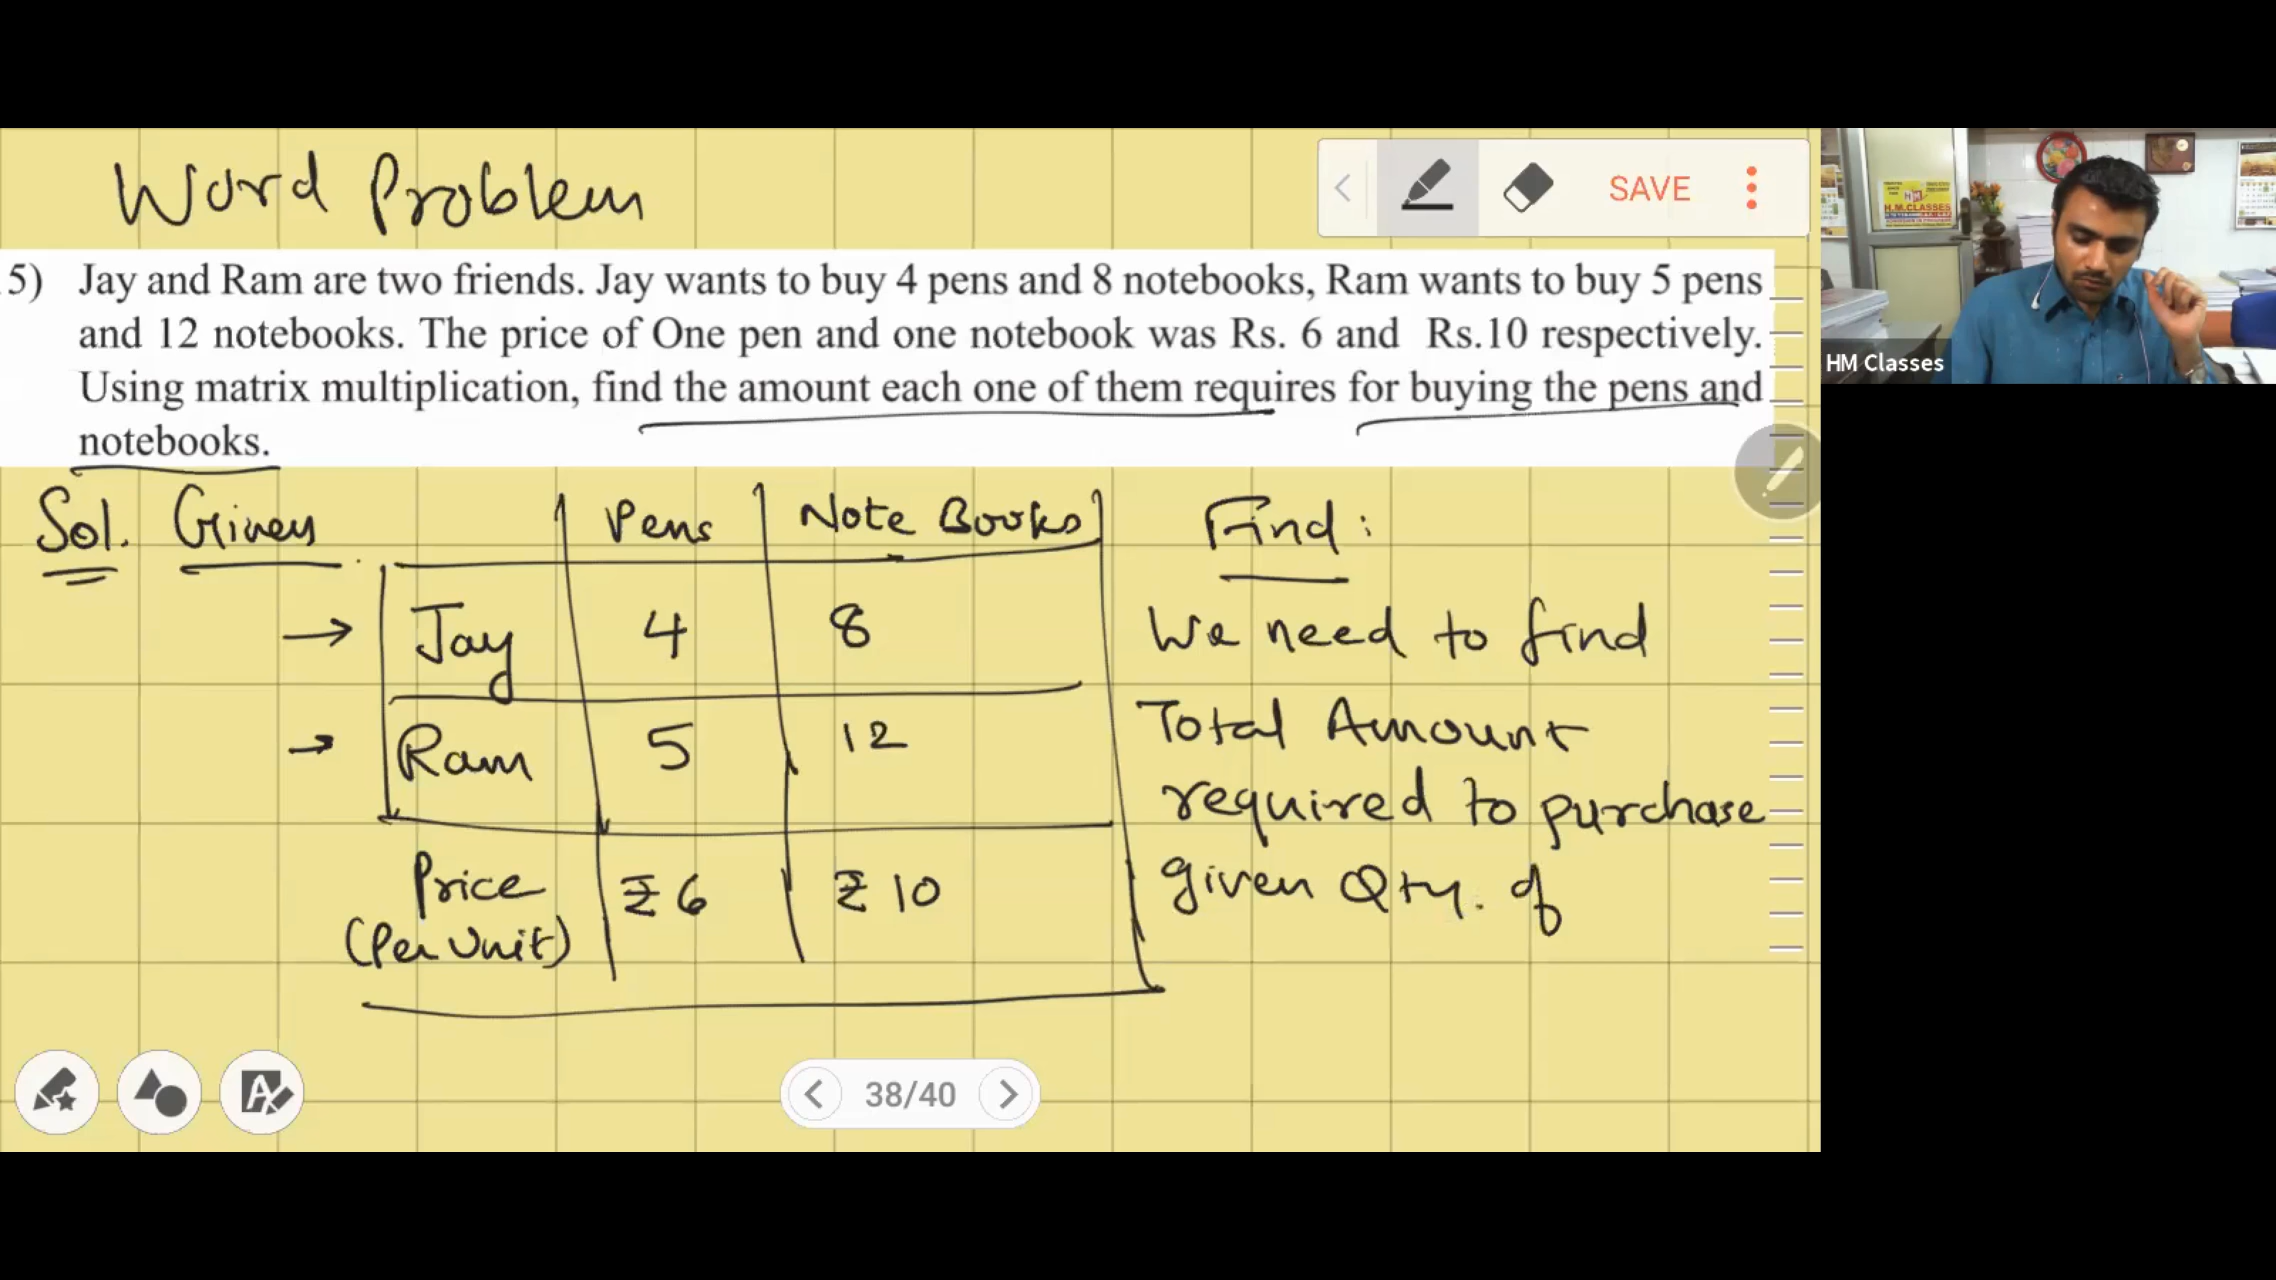 Word Problem
SAVE
5) Jay and Ram are two friends. Jay wants to buy 4 pens and 8 notebooks, Ram wants to buy 5 pens
and 12 notebooks. The price of One pen and one notebook was Rs. 6 and Rs.10 respectively.
Using matrix multiplication, find the amount each one of them requires for buying the pens and
notebooks.
H.M.CLASSES
HM Classes
Sol. Given
Pens Note Books
Jay 4 8
Ram 5 12
Price ₹ 6 ₹ 10
(Per Unit)
Find:
We need to find
Total Amount
required to purchase
given Qty. of
38/40